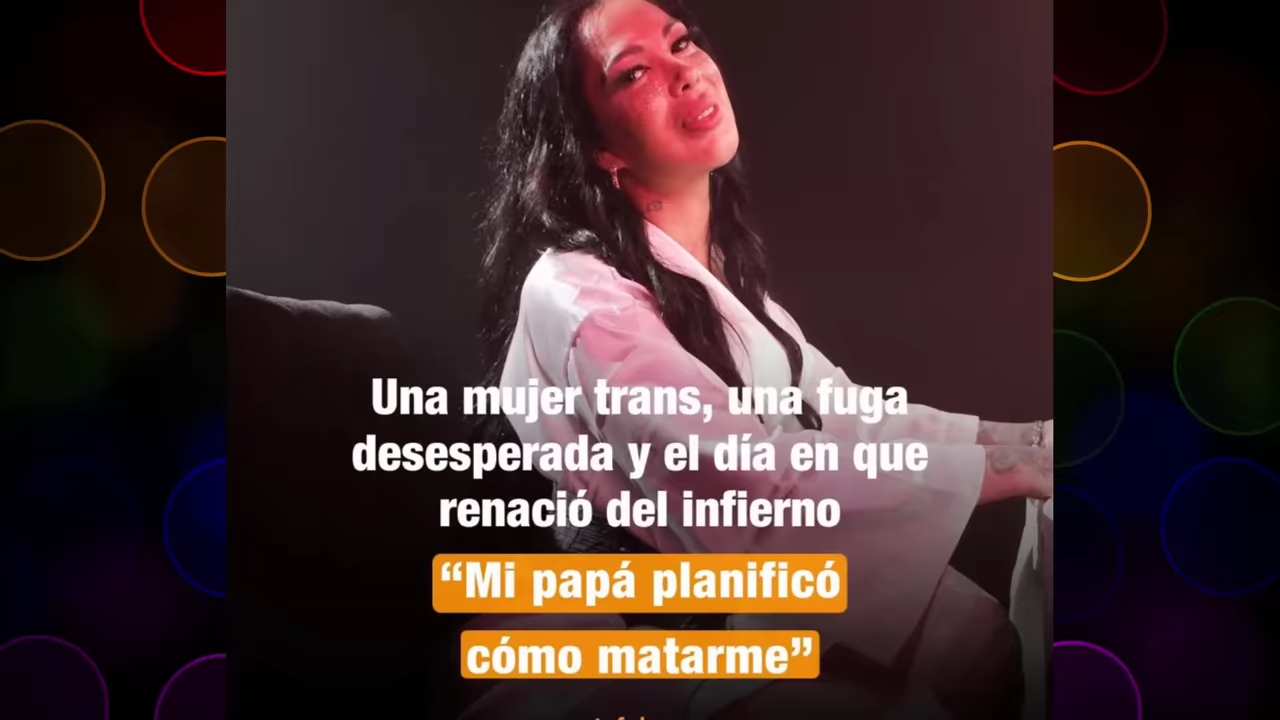 Una mujer trans, una fuga
desesperada y el día en que
renació del infierno
“Mi papá planificó
cómo matarme”